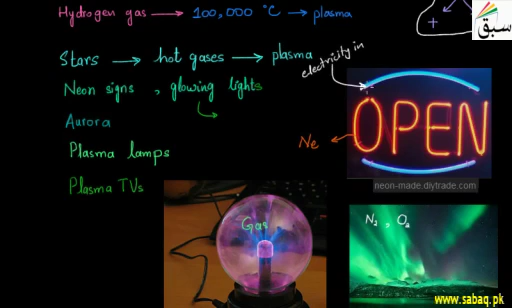 Hydrogen gas → 100,000 °C → plasma
+
سبق
Stars → hot gases → plasma
electricity in
Neon signs , glowing lights
OPEN
Aurora
Ne
Plasma lamps
neon-made.diytrade.com
Plasma TVs
Gas
N₂ , O₂
www.sabaq.pk